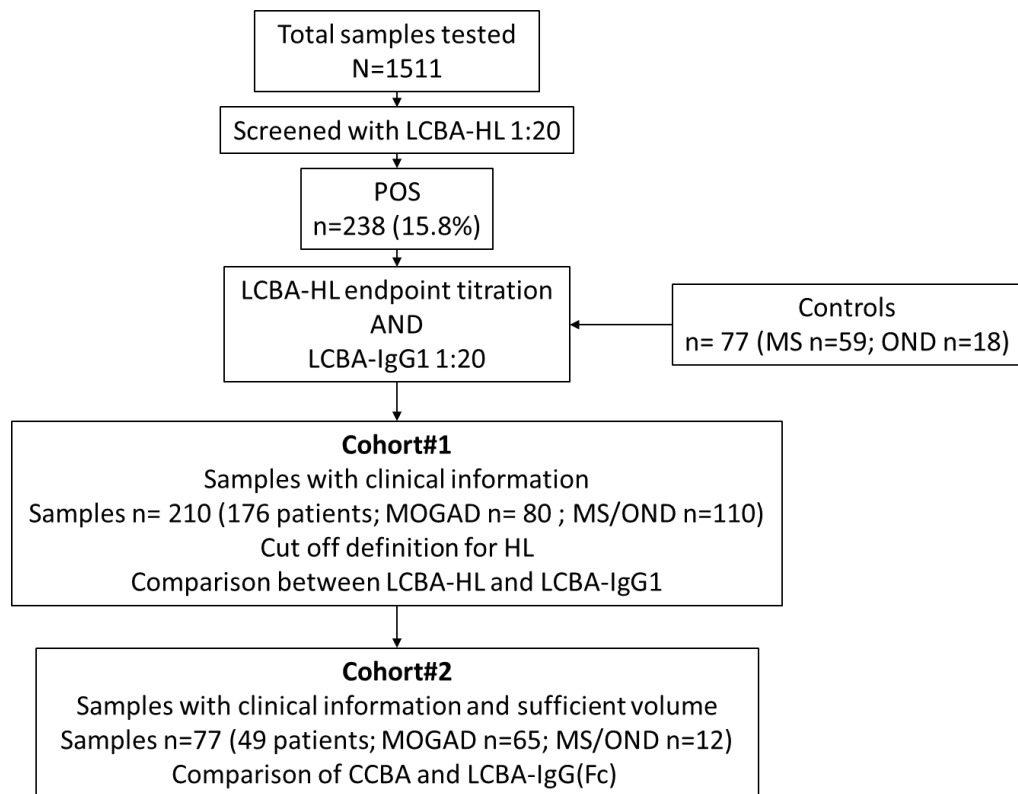 Total samples tested
N=1511
Screened with LCBA-HL 1:20
POS
n=238 (15.8%)
LCBA-HL endpoint titration
AND
LCBA-IgG1 1:20
Controls
n= 77 (MS n=59; OND n=18)
Cohort#1
Samples with clinical information
Samples n= 210 (176 patients; MOGAD n= 80 ; MS/OND n=110)
Cut off definition for HL
Comparison between LCBA-HL and LCBA-IgG1
Cohort#2
Samples with clinical information and sufficient volume
Samples n=77 (49 patients; MOGAD n=65; MS/OND n=12)
Comparison of CCBA and LCBA-IgG(Fc)